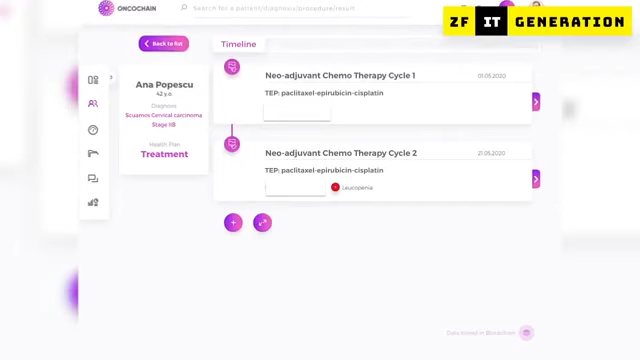 ONCOCHAIN
Search for a patient/diagnosis/procedure/result
ZF IT GENERATION
Back to list
Timeline
Ana Popescu
42 y.o
Diagnosis
Scuamos Cervical carcinoma
Stage IIB
Health Plan
Treatment
Neo-adjuvant Chemo Therapy Cycle 1
01.05.2020
TEP: paclitaxel-epirubicin-cisplatin
Neo-adjuvant Chemo Therapy Cycle 2
21.05.2020
TEP: paclitaxel-epirubicin-cisplatin
Leucopenia
Data stored in Blockchain